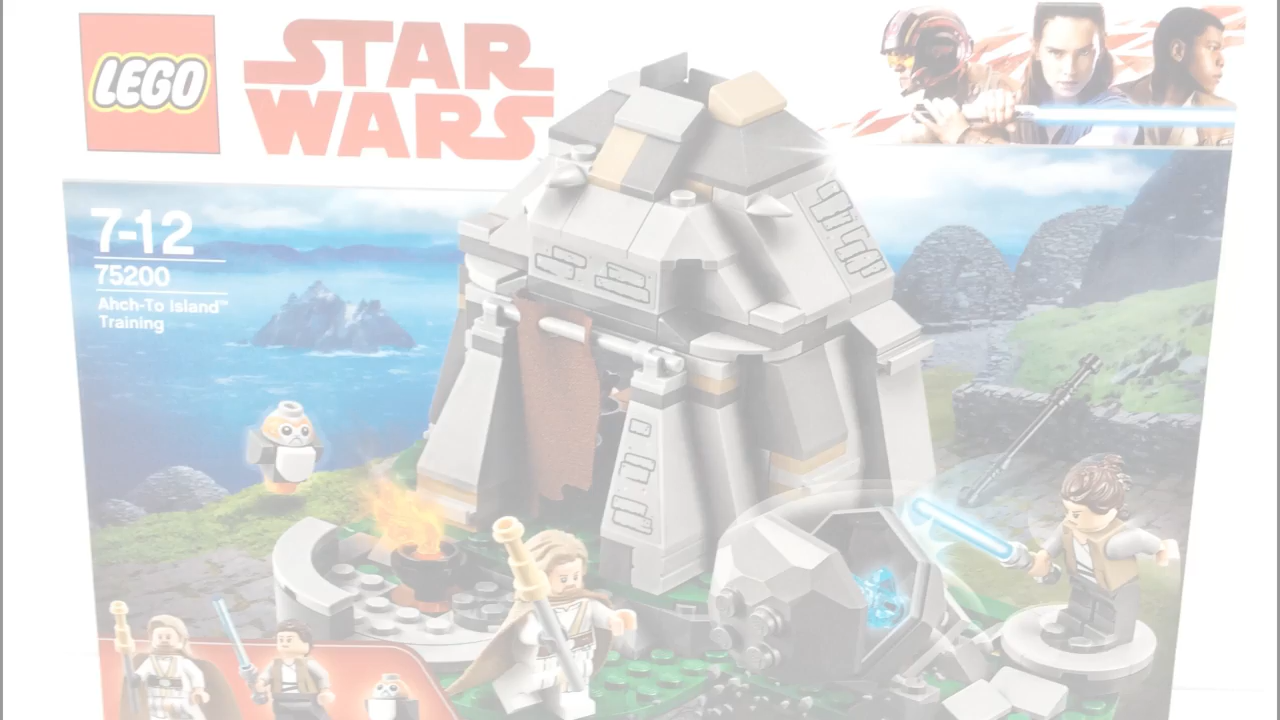 LEGO
STAR
WARS
7-12
75200
Ahch-To Island™
Training